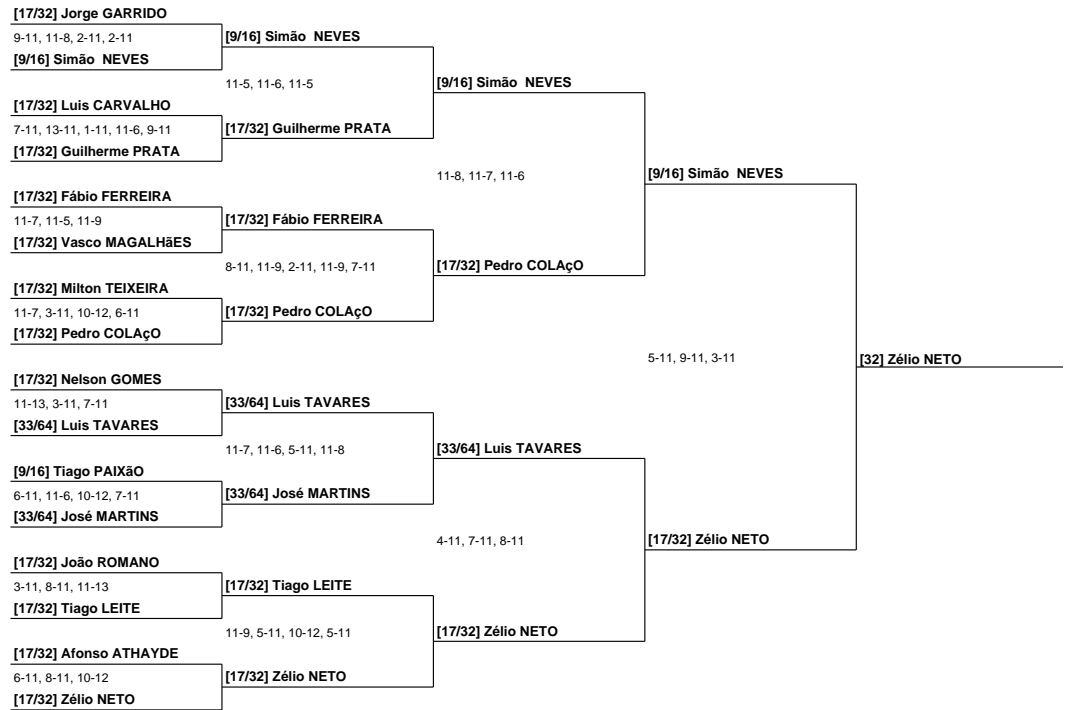 [17/32] Jorge GARRIDO
9-11, 11-8, 2-11, 2-11
[9/16] Simão  NEVES
[17/32] Luis CARVALHO
7-11, 13-11, 1-11, 11-6, 9-11
[17/32] Guilherme PRATA
[17/32] Fábio FERREIRA
11-7, 11-5, 11-9
[17/32] Vasco MAGALHãES
[17/32] Milton TEIXEIRA
11-7, 3-11, 10-12, 6-11
[17/32] Pedro COLAçO
[17/32] Nelson GOMES
11-13, 3-11, 7-11
[33/64] Luis TAVARES
[9/16] Tiago PAIXãO
6-11, 11-6, 10-12, 7-11
[33/64] José MARTINS
[17/32] João ROMANO
3-11, 8-11, 11-13
[17/32] Tiago LEITE
[17/32] Afonso ATHAYDE
6-11, 8-11, 10-12
[17/32] Zélio NETO
[9/16] Simão  NEVES
11-5, 11-6, 11-5
[17/32] Guilherme PRATA
[17/32] Fábio FERREIRA
8-11, 11-9, 2-11, 11-9, 7-11
[17/32] Pedro COLAçO
[33/64] Luis TAVARES
11-7, 11-6, 5-11, 11-8
[33/64] José MARTINS
[17/32] Tiago LEITE
11-9, 5-11, 10-12, 5-11
[17/32] Zélio NETO
[9/16] Simão  NEVES
11-8, 11-7, 11-6
[17/32] Pedro COLAçO
[33/64] Luis TAVARES
4-11, 7-11, 8-11
[17/32] Zélio NETO
[9/16] Simão  NEVES
5-11, 9-11, 3-11
[17/32] Zélio NETO
[32] Zélio NETO